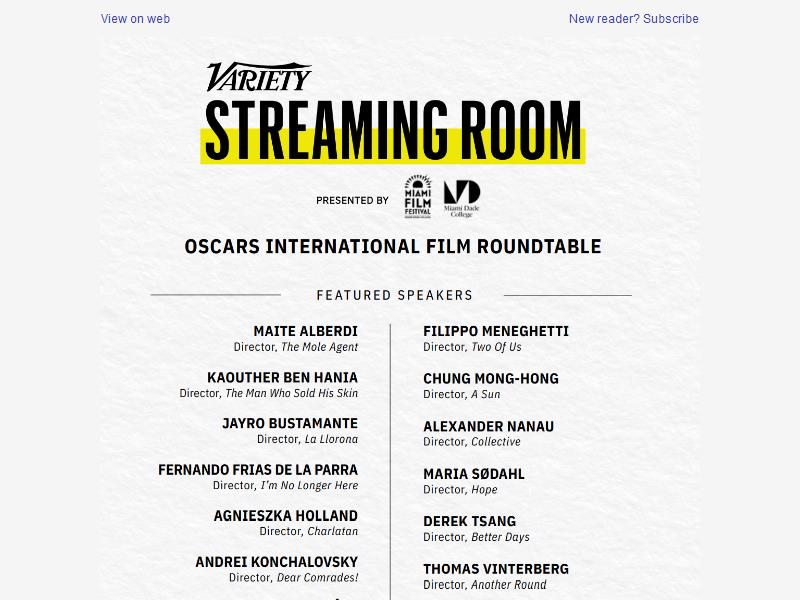 View on web
New reader? Subscribe
VARIETY
STREAMING ROOM
PRESENTED BY
MIAMI
FILM
FESTIVAL
Miami Dade
College
OSCARS INTERNATIONAL FILM ROUNDTABLE
FEATURED SPEAKERS
MAITE ALBERDI
Director, The Mole Agent
KAOUTHER BEN HANIA
Director, The Man Who Sold His Skin
JAYRO BUSTAMANTE
Director, La Llorona
FERNANDO FRIAS DE LA PARRA
Director, I'm No Longer Here
AGNIESZKA HOLLAND
Director, Charlatan
ANDREI KONCHALOVSKY
Director, Dear Comrades!
FILIPPO MENEGHETTI
Director, Two Of Us
CHUNG MONG-HONG
Director, A Sun
ALEXANDER NANAU
Director, Collective
MARIA SØDAHL
Director, Hope
DEREK TSANG
Director, Better Days
THOMAS VINTERBERG
Director, Another Round